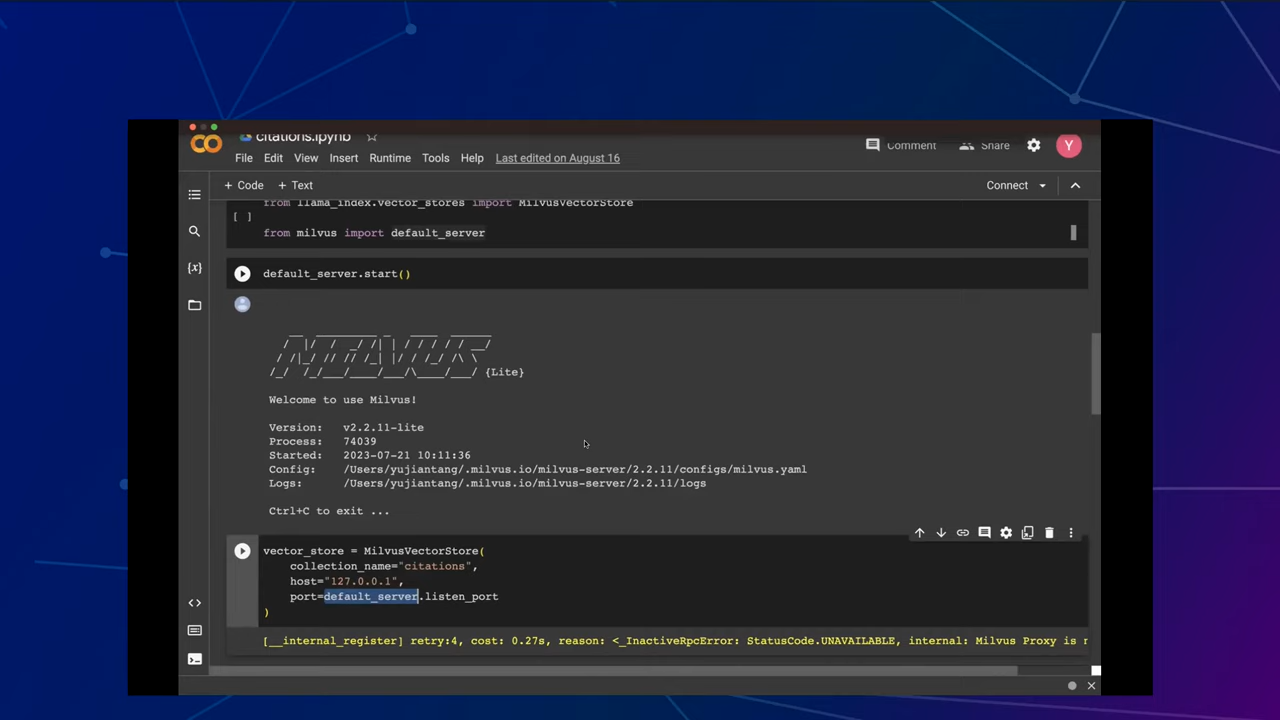 citations.ipynb
File Edit View Insert Runtime Tools Help Last edited on August 16
Comment Share Y
+ Code + Text
Connect
from llama_index.vector_stores import MilvusVectorStore
[ ]
from milvus import default_server
{x}
default_server.start()
{Lite}
Welcome to use Milvus!
Version: v2.2.11-lite
Process: 74039
Started: 2023-07-21 10:11:36
Config: /Users/yujiantang/.milvus.io/milvus-server/2.2.11/configs/milvus.yaml
Logs: /Users/yujiantang/.milvus.io/milvus-server/2.2.11/logs
Ctrl+C to exit ...
vector_store = MilvusVectorStore(
collection_name="citations",
host="127.0.0.1",
port=default_server.listen_port
)
[__internal_register] retry:4, cost: 0.27s, reason: <_InactiveRpcError: StatusCode.UNAVAILABLE, internal: Milvus Proxy is